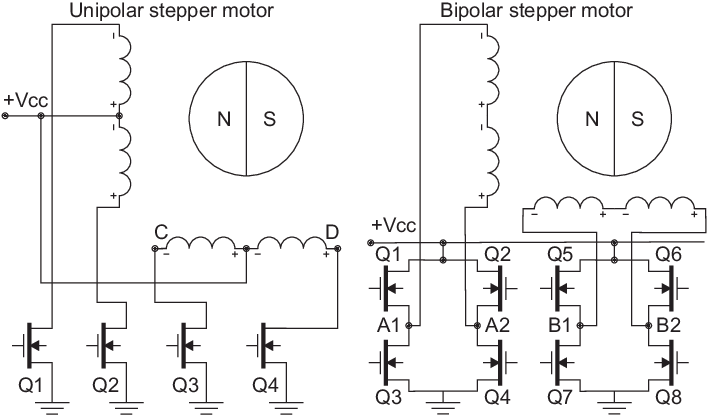 Unipolar stepper motor Bipolar stepper motor
- -
+Vcc + N S + N S
- -
+ +
C D - + - +
- + - + +Vcc
Q1 Q2 Q5 Q6
A1 A2 B1 B2
Q1 Q2 Q3 Q4 Q3 Q4 Q7 Q8